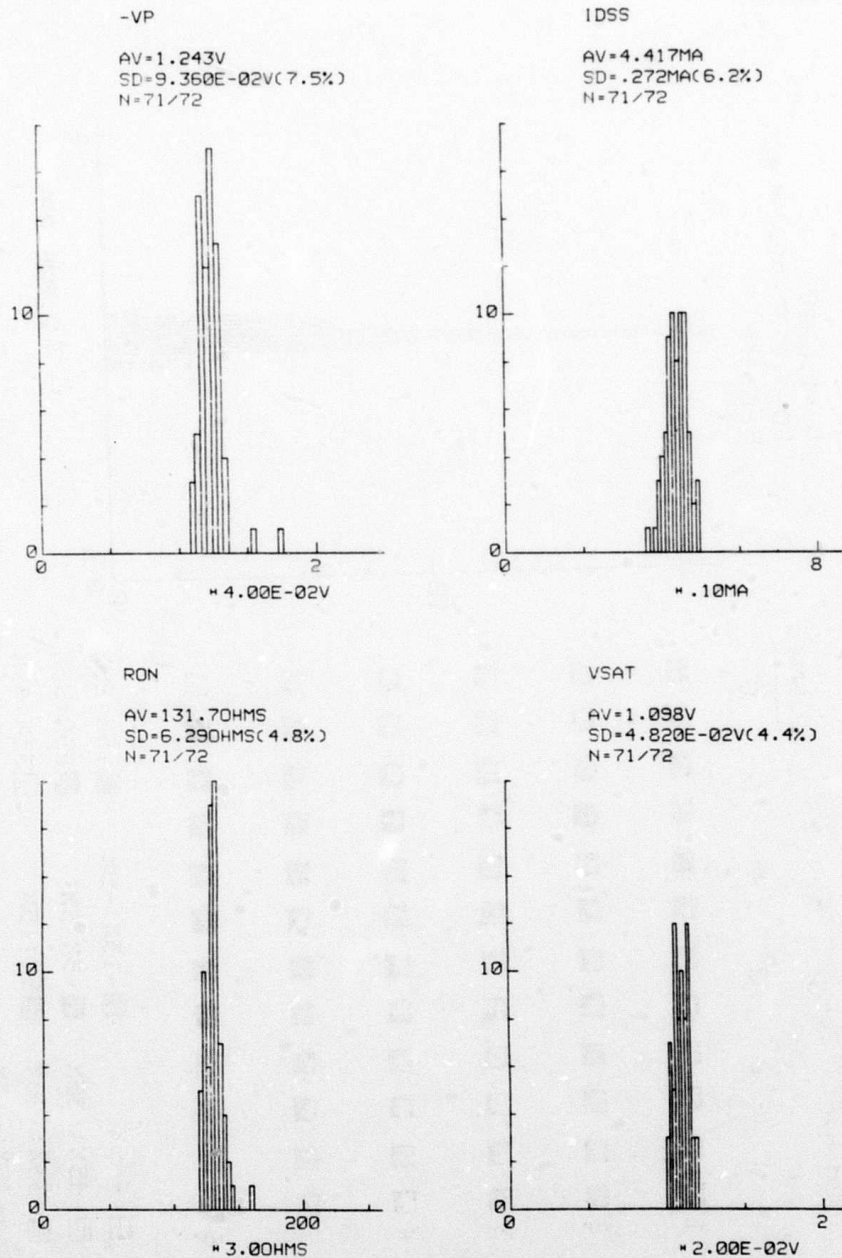 -VP
AV=1.243V
SD=9.360E-02V(7.5%)
N=71/72
10
0
0
2
*4.00E-02V
IDSS
AV=4.417MA
SD=.272MA(6.2%)
N=71/72
10
0
0
8
*.10MA
RON
AV=131.7OHMS
SD=6.29OHMS(4.8%)
N=71/72
10
0
0
200
*3.0OHMS
VSAT
AV=1.098V
SD=4.820E-02V(4.4%)
N=71/72
10
0
0
2
*2.00E-02V